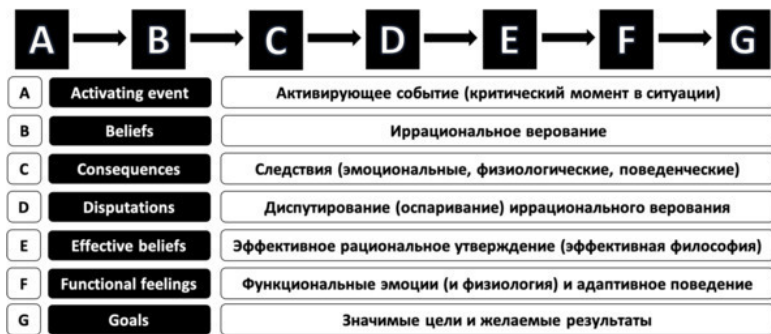 A B C D E F G
A Activating event Активирующее событие (критический момент в ситуации)
B Beliefs Иррациональное верование
C Consequences Следствия (эмоциональные, физиологические, поведенческие)
D Disputations Диспутирование (оспаривание) иррационального верования
E Effective beliefs Эффективное рациональное утверждение (эффективная философия)
F Functional feelings Функциональные эмоции (и физиология) и адаптивное поведение
G Goals Значимые цели и желаемые результаты